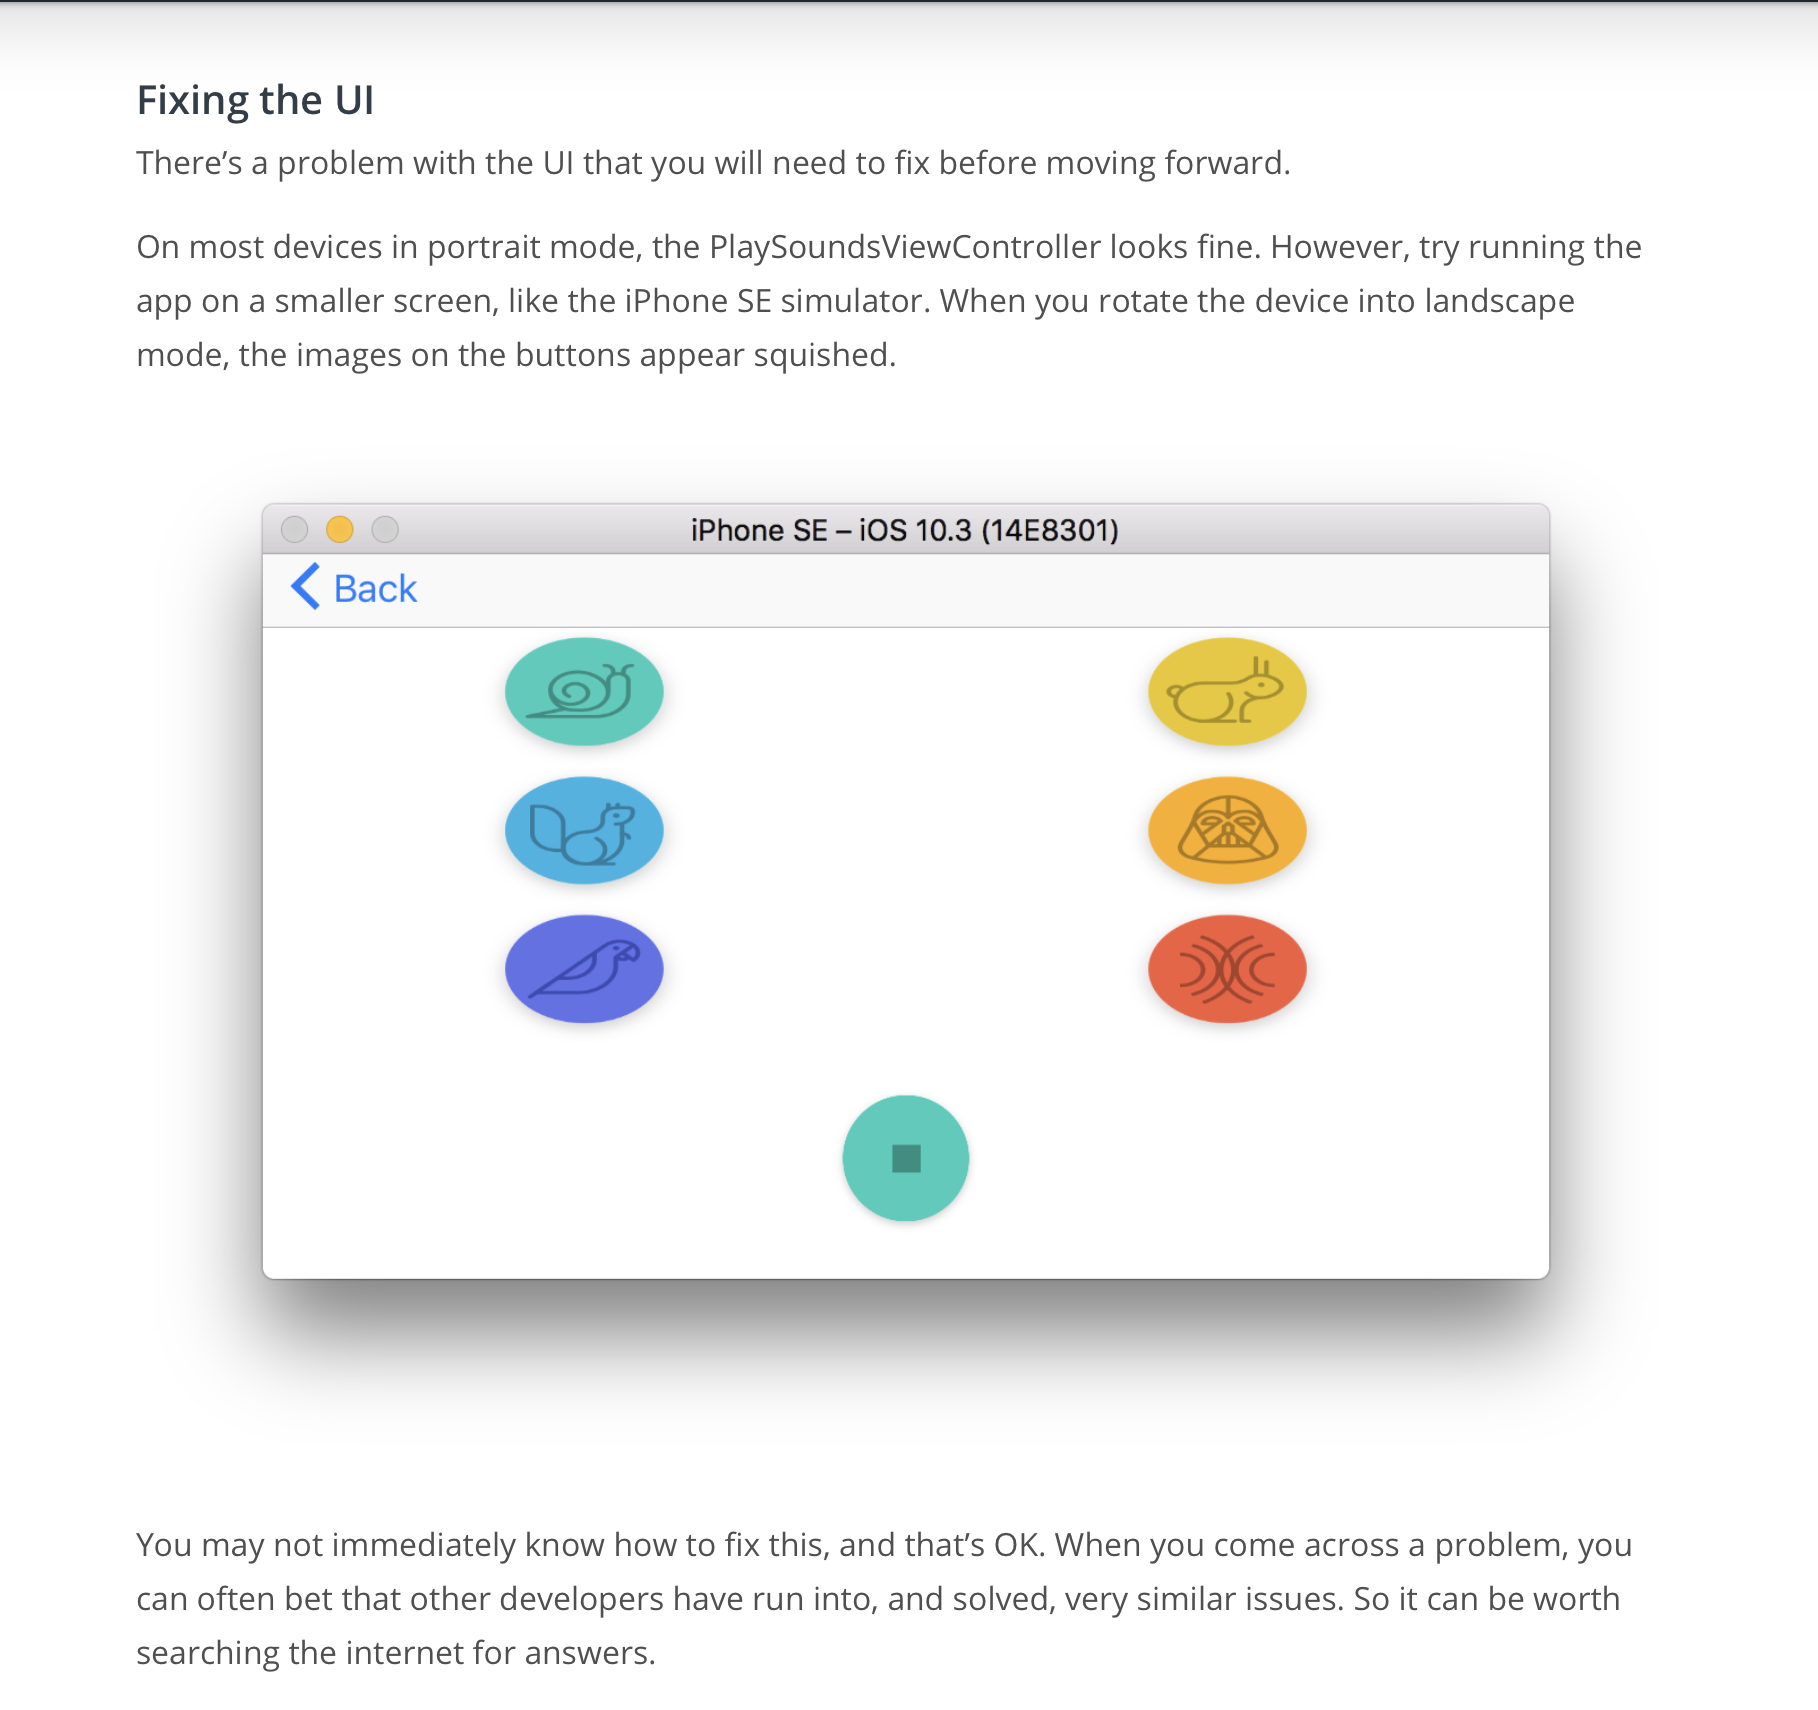 Fixing the UI
There’s a problem with the UI that you will need to fix before moving forward.
On most devices in portrait mode, the PlaySoundsViewController looks fine. However, try running the
app on a smaller screen, like the iPhone SE simulator. When you rotate the device into landscape
mode, the images on the buttons appear squished.
iPhone SE – iOS 10.3 (14E8301)
Back
You may not immediately know how to fix this, and that’s OK. When you come across a problem, you
can often bet that other developers have run into, and solved, very similar issues. So it can be worth
searching the internet for answers.